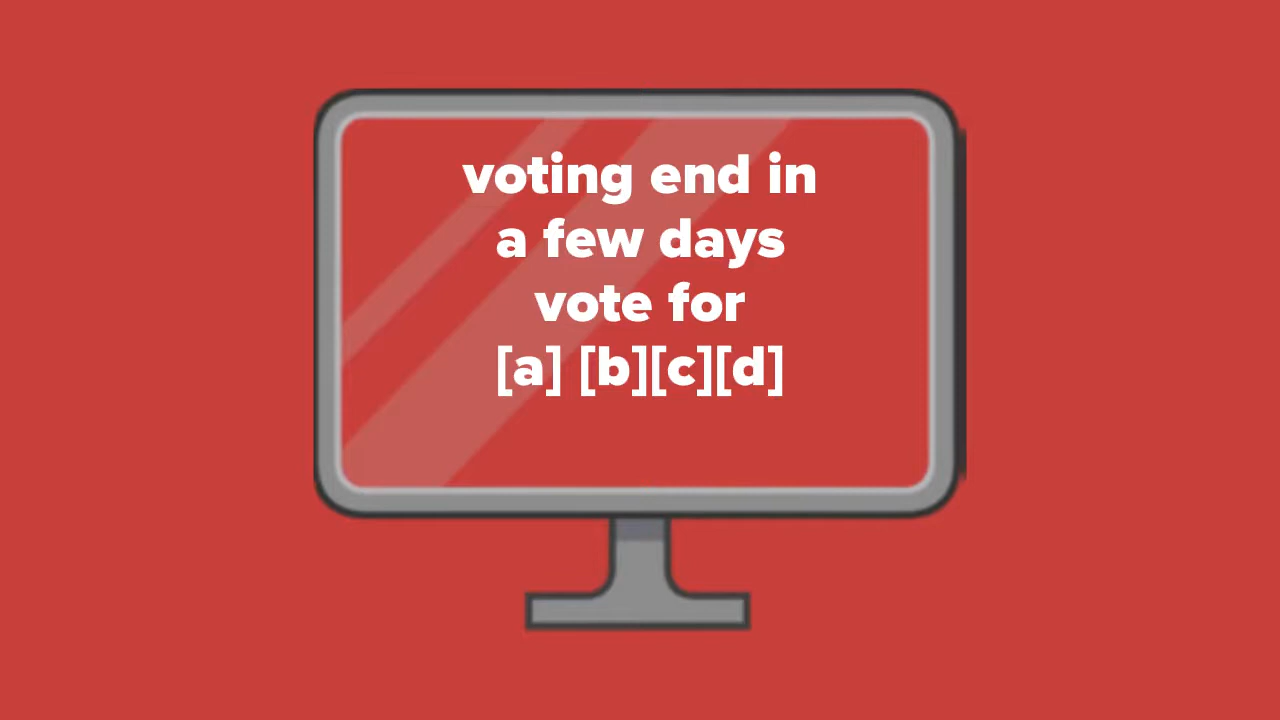 voting end in
a few days
vote for
[a] [b][c][d]